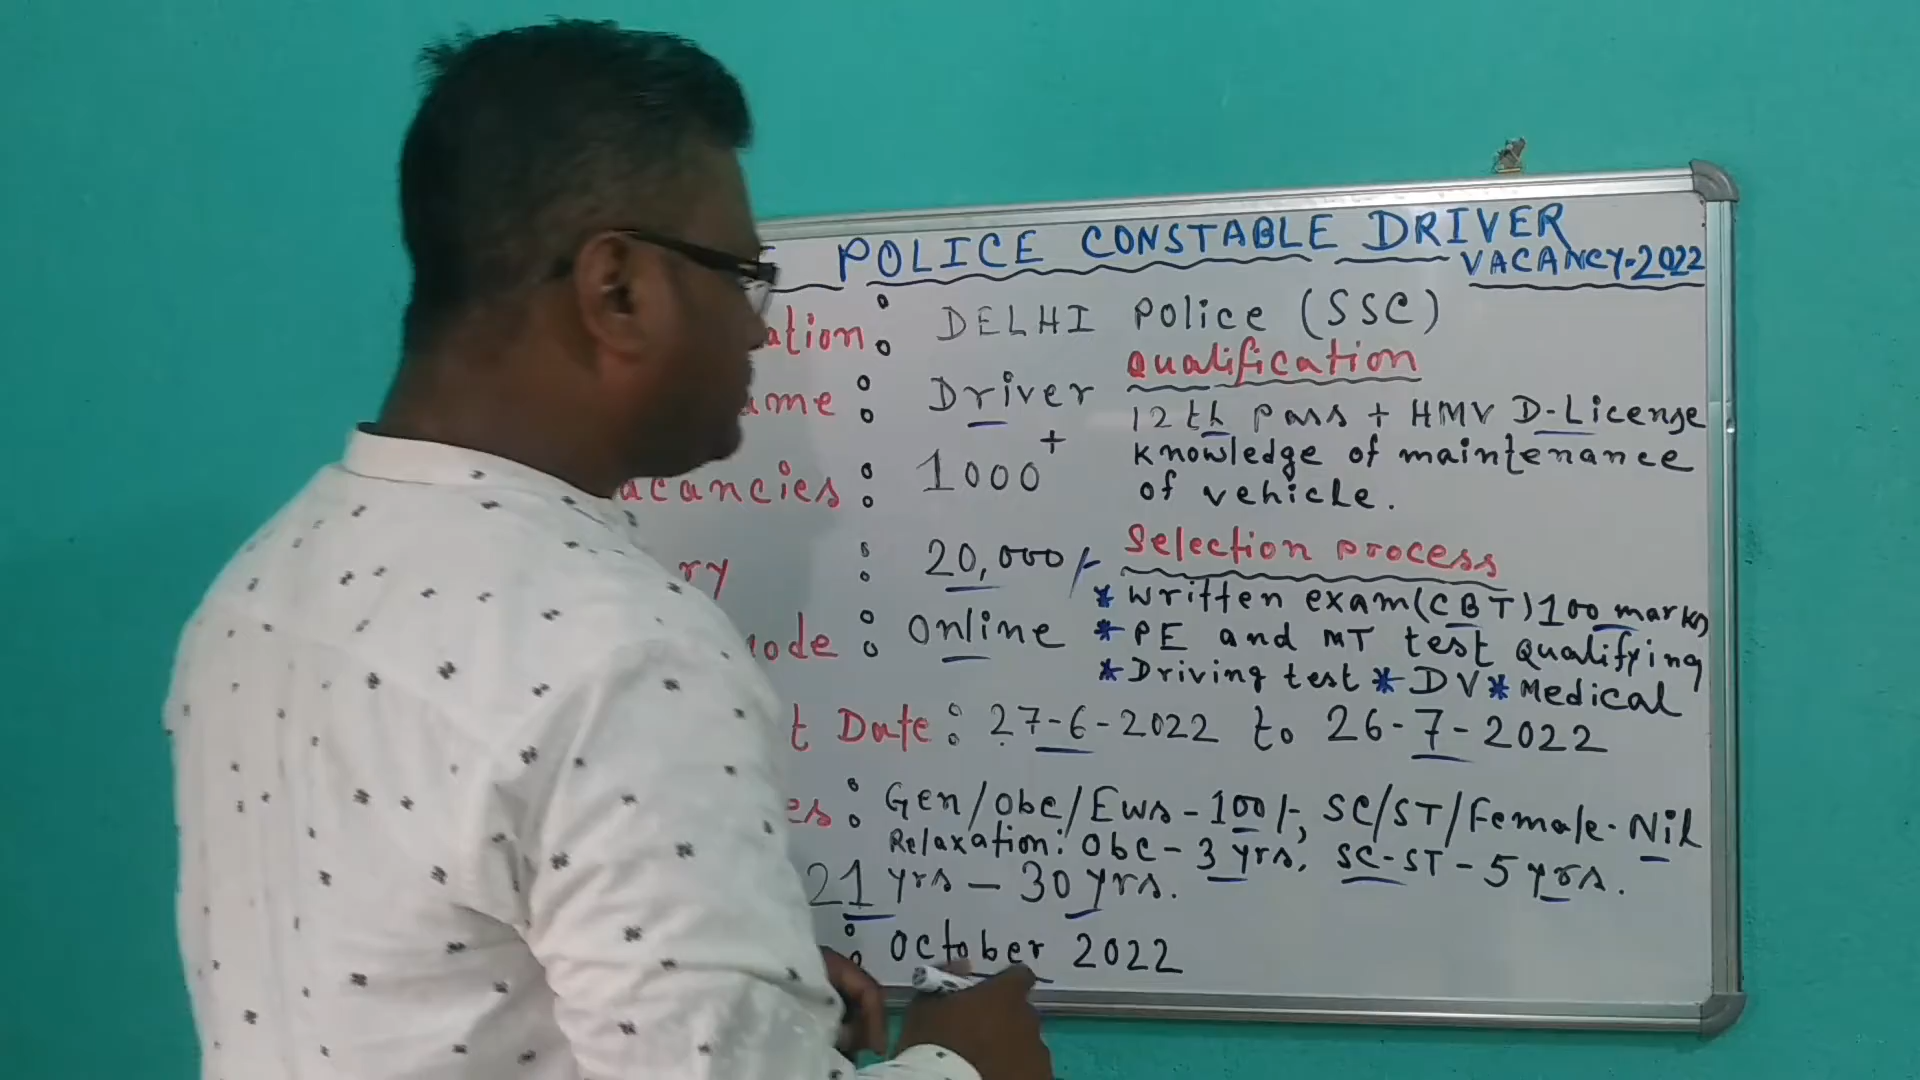 POLICE CONSTABLE DRIVER
VACANCY-2022
ation : DELHI Police (SSC)
Qualification
ame : Driver
12th pass + HMV D-License
knowledge of maintenance
of vehicle.
acancies : 1000+
Selection process
ry : 20,000/-
* Written exam(CBT)100 marks
ode : Online
* PE and MT test qualifying
* Driving test * DV * Medical
t Date : 27-6-2022 to 26-7-2022
es : Gen/Obc/Ews - 100/-, SC/ST/Female - Nil
Relaxation: Obc - 3 yrs, SC-ST - 5 yrs.
21 yrs - 30 yrs.
: October 2022